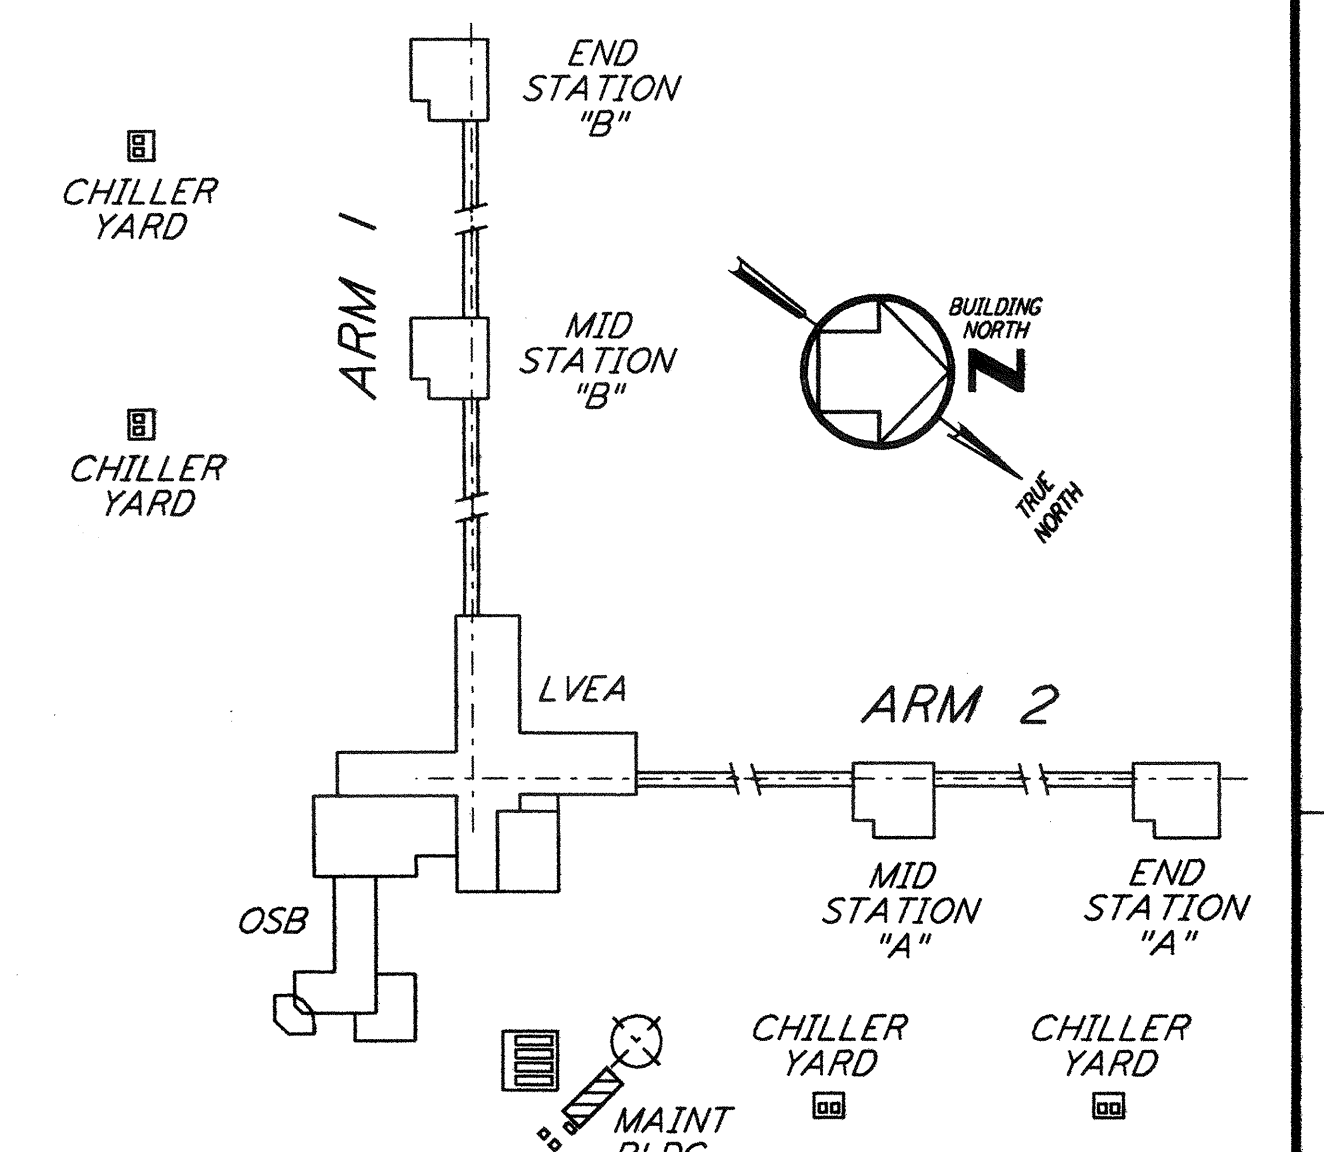 END
STATION
"B"
CHILLER
YARD
ARM 1
BUILDING
NORTH
N
MID
STATION
"B"
CHILLER
YARD
TRUE
NORTH
LVEA
ARM 2
MID
STATION
"A"
END
STATION
"A"
OSB
CHILLER
YARD
CHILLER
YARD
MAINT
BLDG